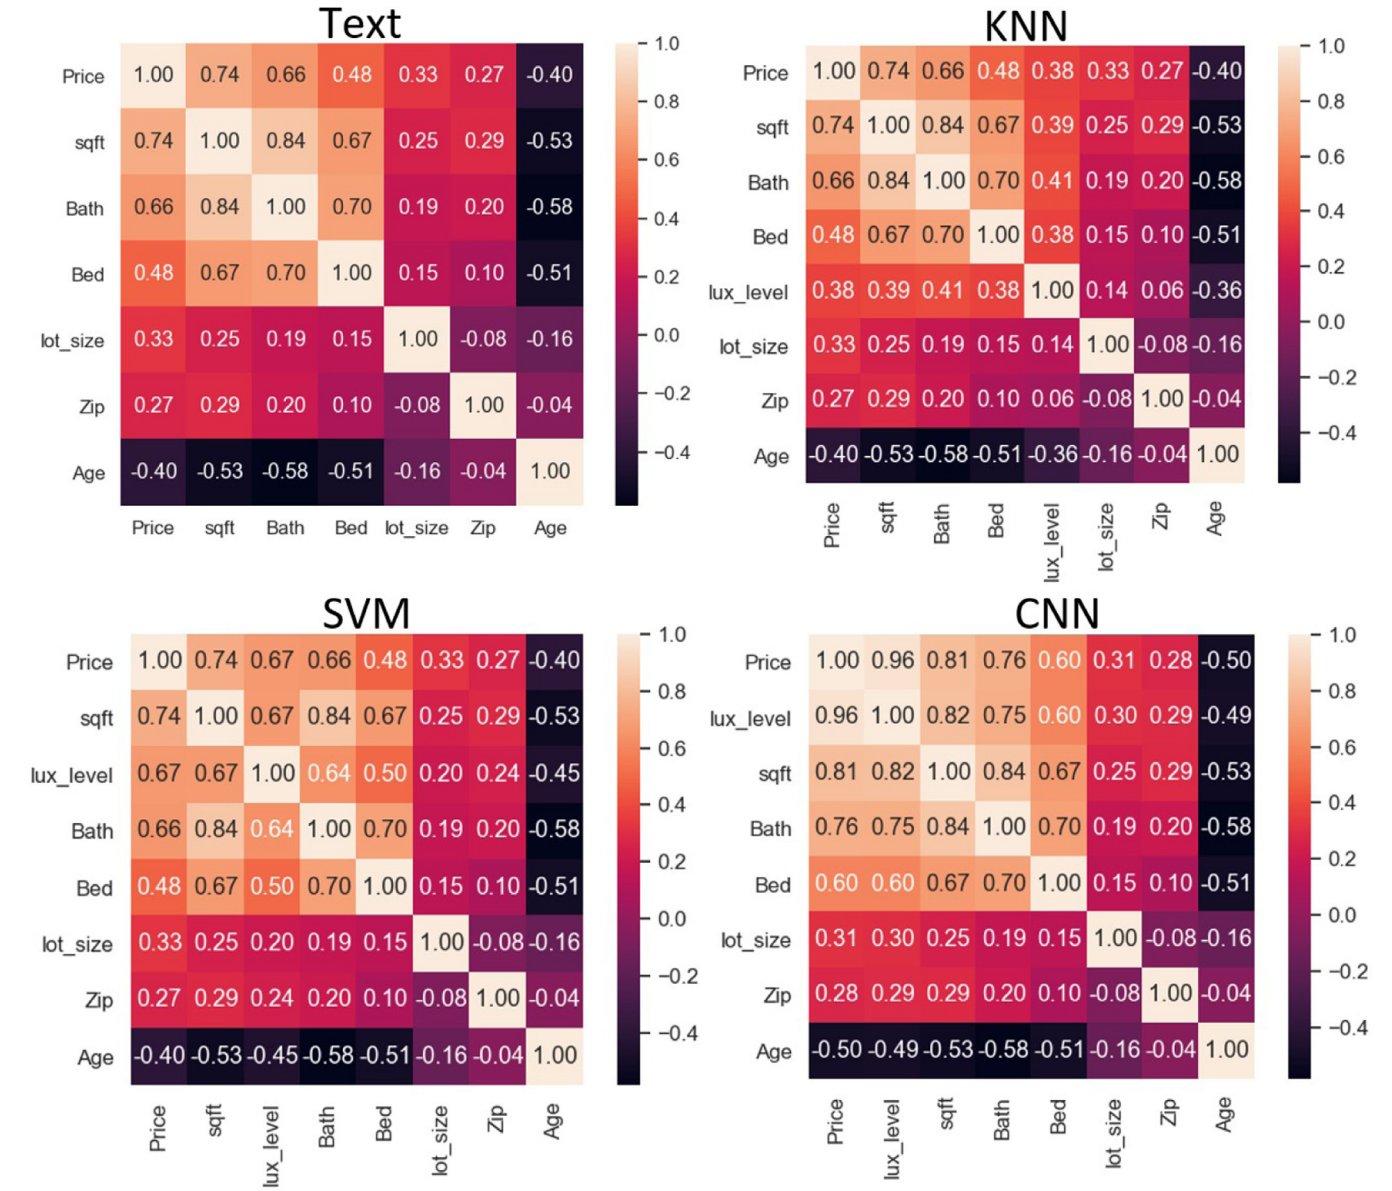 Text
Price 1.00 0.74 0.66 0.48 0.33 0.27 -0.40
sqft 0.74 1.00 0.84 0.67 0.25 0.29 -0.53
Bath 0.66 0.84 1.00 0.70 0.19 0.20 -0.58
Bed 0.48 0.67 0.70 1.00 0.15 0.10 -0.51
lot_size 0.33 0.25 0.19 0.15 1.00 -0.08 -0.16
Zip 0.27 0.29 0.20 0.10 -0.08 1.00 -0.04
Age -0.40 -0.53 -0.58 -0.51 -0.16 -0.04 1.00
Price sqft Bath Bed lot_size Zip Age
1.0
0.8
0.6
0.4
0.2
0.0
−0.2
−0.4
KNN
Price 1.00 0.74 0.66 0.48 0.38 0.33 0.27 -0.40
sqft 0.74 1.00 0.84 0.67 0.39 0.25 0.29 -0.53
Bath 0.66 0.84 1.00 0.70 0.41 0.19 0.20 -0.58
Bed 0.48 0.67 0.70 1.00 0.38 0.15 0.10 -0.51
lux_level 0.38 0.39 0.41 0.38 1.00 0.14 0.06 -0.36
lot_size 0.33 0.25 0.19 0.15 0.14 1.00 -0.08 -0.16
Zip 0.27 0.29 0.20 0.10 0.06 -0.08 1.00 -0.04
Age -0.40 -0.53 -0.58 -0.51 -0.36 -0.16 -0.04 1.00
Price sqft Bath Bed lux_level lot_size Zip Age
1.0
0.8
0.6
0.4
0.2
0.0
−0.2
−0.4
SVM
Price 1.00 0.74 0.67 0.66 0.48 0.33 0.27 -0.40
sqft 0.74 1.00 0.67 0.84 0.67 0.25 0.29 -0.53
lux_level 0.67 0.67 1.00 0.64 0.50 0.20 0.24 -0.45
Bath 0.66 0.84 0.64 1.00 0.70 0.19 0.20 -0.58
Bed 0.48 0.67 0.50 0.70 1.00 0.15 0.10 -0.51
lot_size 0.33 0.25 0.20 0.19 0.15 1.00 -0.08 -0.16
Zip 0.27 0.29 0.24 0.20 0.10 -0.08 1.00 -0.04
Age -0.40 -0.53 -0.45 -0.58 -0.51 -0.16 -0.04 1.00
Price sqft lux_level Bath Bed lot_size Zip Age
1.0
0.8
0.6
0.4
0.2
0.0
−0.2
−0.4
CNN
Price 1.00 0.96 0.81 0.76 0.60 0.31 0.28 -0.50
lux_level 0.96 1.00 0.82 0.75 0.60 0.30 0.29 -0.49
sqft 0.81 0.82 1.00 0.84 0.67 0.25 0.29 -0.53
Bath 0.76 0.75 0.84 1.00 0.70 0.19 0.20 -0.58
Bed 0.60 0.60 0.67 0.70 1.00 0.15 0.10 -0.51
lot_size 0.31 0.30 0.25 0.19 0.15 1.00 -0.08 -0.16
Zip 0.28 0.29 0.29 0.20 0.10 -0.08 1.00 -0.04
Age -0.50 -0.49 -0.53 -0.58 -0.51 -0.16 -0.04 1.00
Price lux_level sqft Bath Bed lot_size Zip Age
1.0
0.8
0.6
0.4
0.2
0.0
−0.2
−0.4